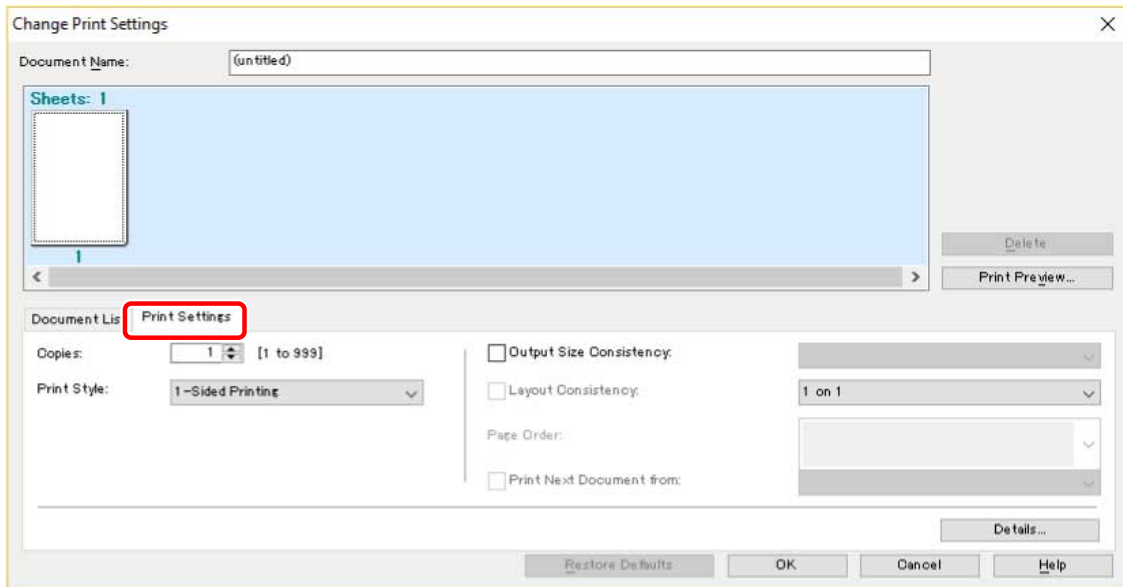 Change Print Settings
Document Name: (untitled)
Sheets: 1
1
Delete
Print Preview...
Document Lis
Print Settings
Copies: 1 [1 to 999]
Output Size Consistency:
Print Style: 1-Sided Printing
Layout Consistency: 1 on 1
Page Order:
Print Next Document from:
Details...
Restore Defaults OK Cancel Help